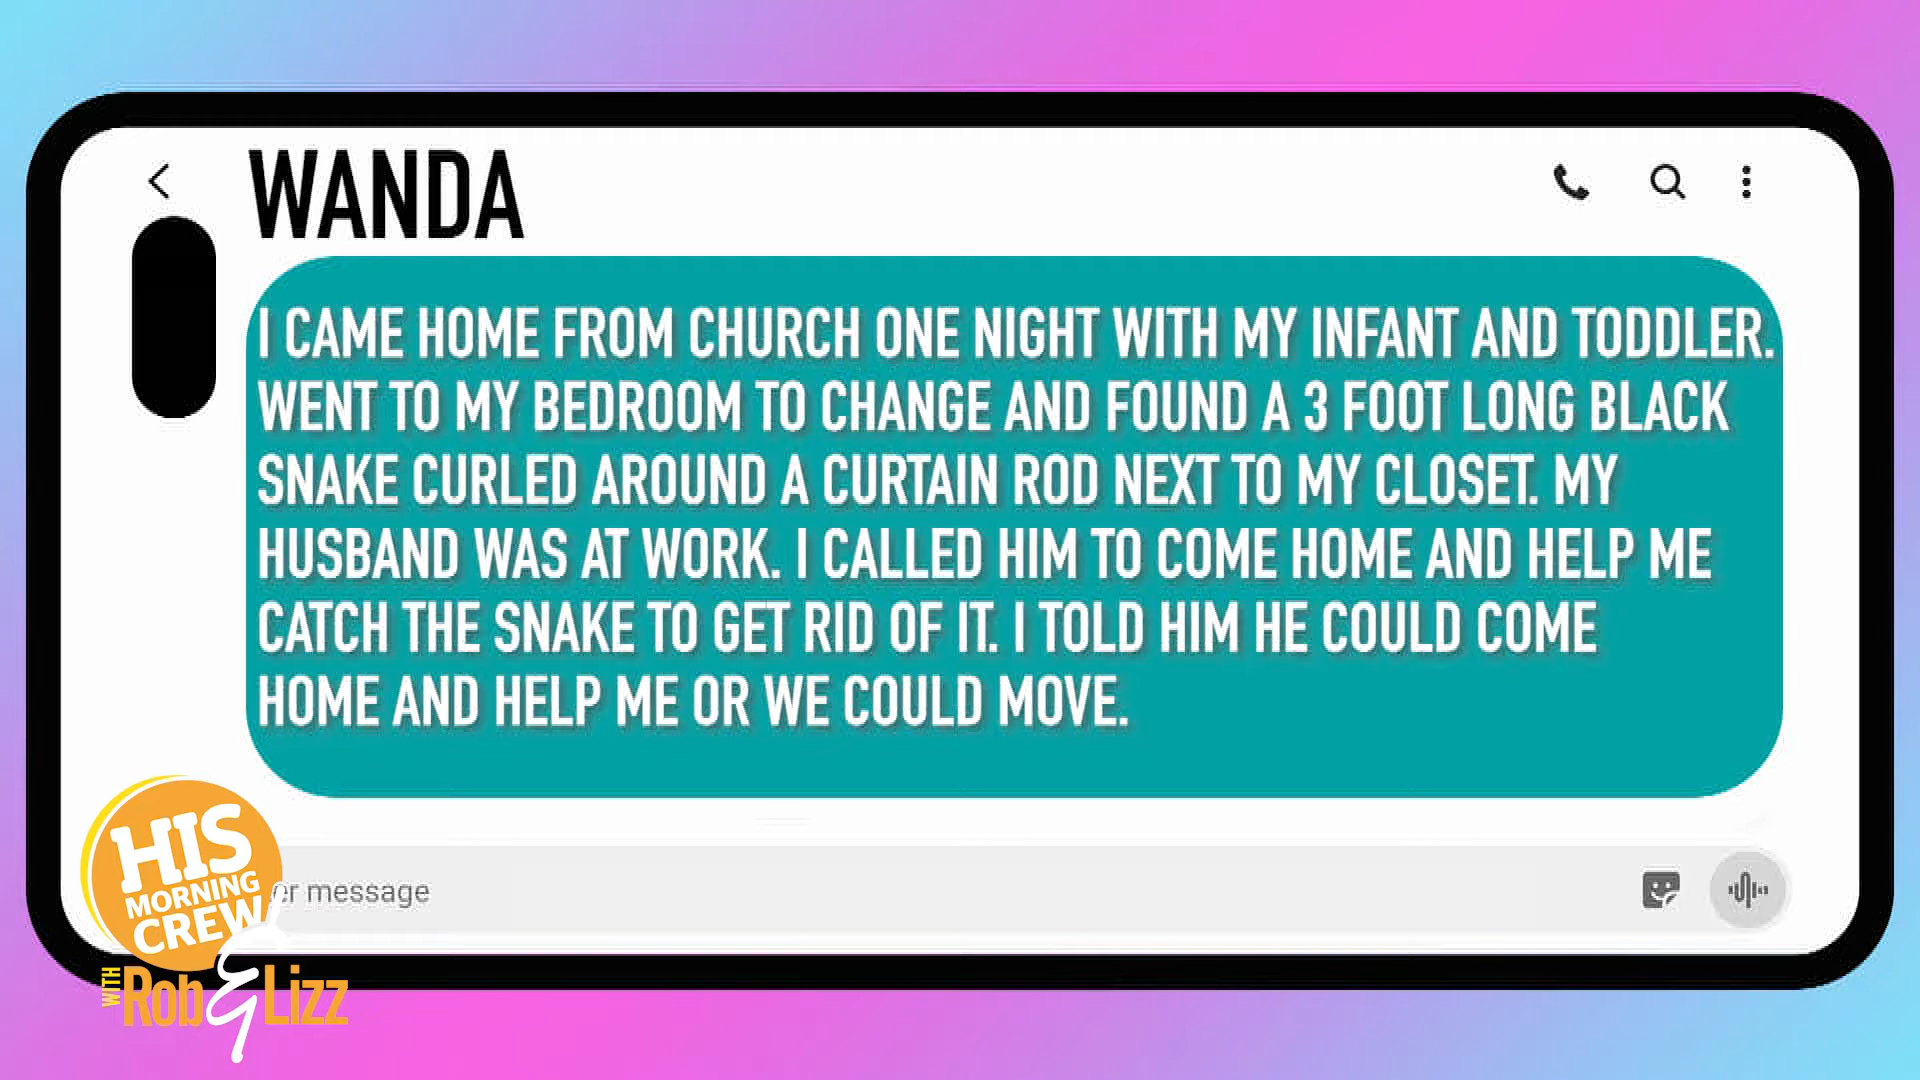 WANDA
I CAME HOME FROM CHURCH ONE NIGHT WITH MY INFANT AND TODDLER.
WENT TO MY BEDROOM TO CHANGE AND FOUND A 3 FOOT LONG BLACK
SNAKE CURLED AROUND A CURTAIN ROD NEXT TO MY CLOSET. MY
HUSBAND WAS AT WORK. I CALLED HIM TO COME HOME AND HELP ME
CATCH THE SNAKE TO GET RID OF IT. I TOLD HIM HE COULD COME
HOME AND HELP ME OR WE COULD MOVE.
er message
HIS
MORNING
CREW
WITH Rob & Lizz